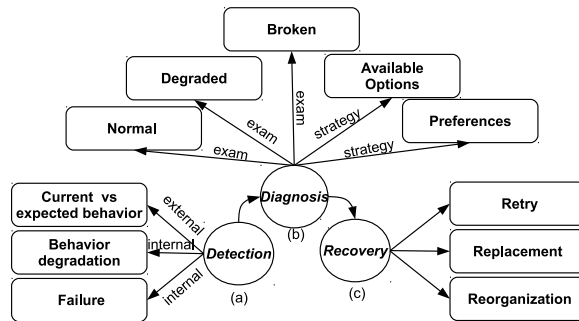 Broken
Degraded
Available
Options
Normal
Preferences
exam
exam
exam
strategy
strategy
Diagnosis
(b)
Current vs
expected behavior
Behavior
degradation
Failure
external
internal
internal
Detection
(a)
Recovery
(c)
Retry
Replacement
Reorganization